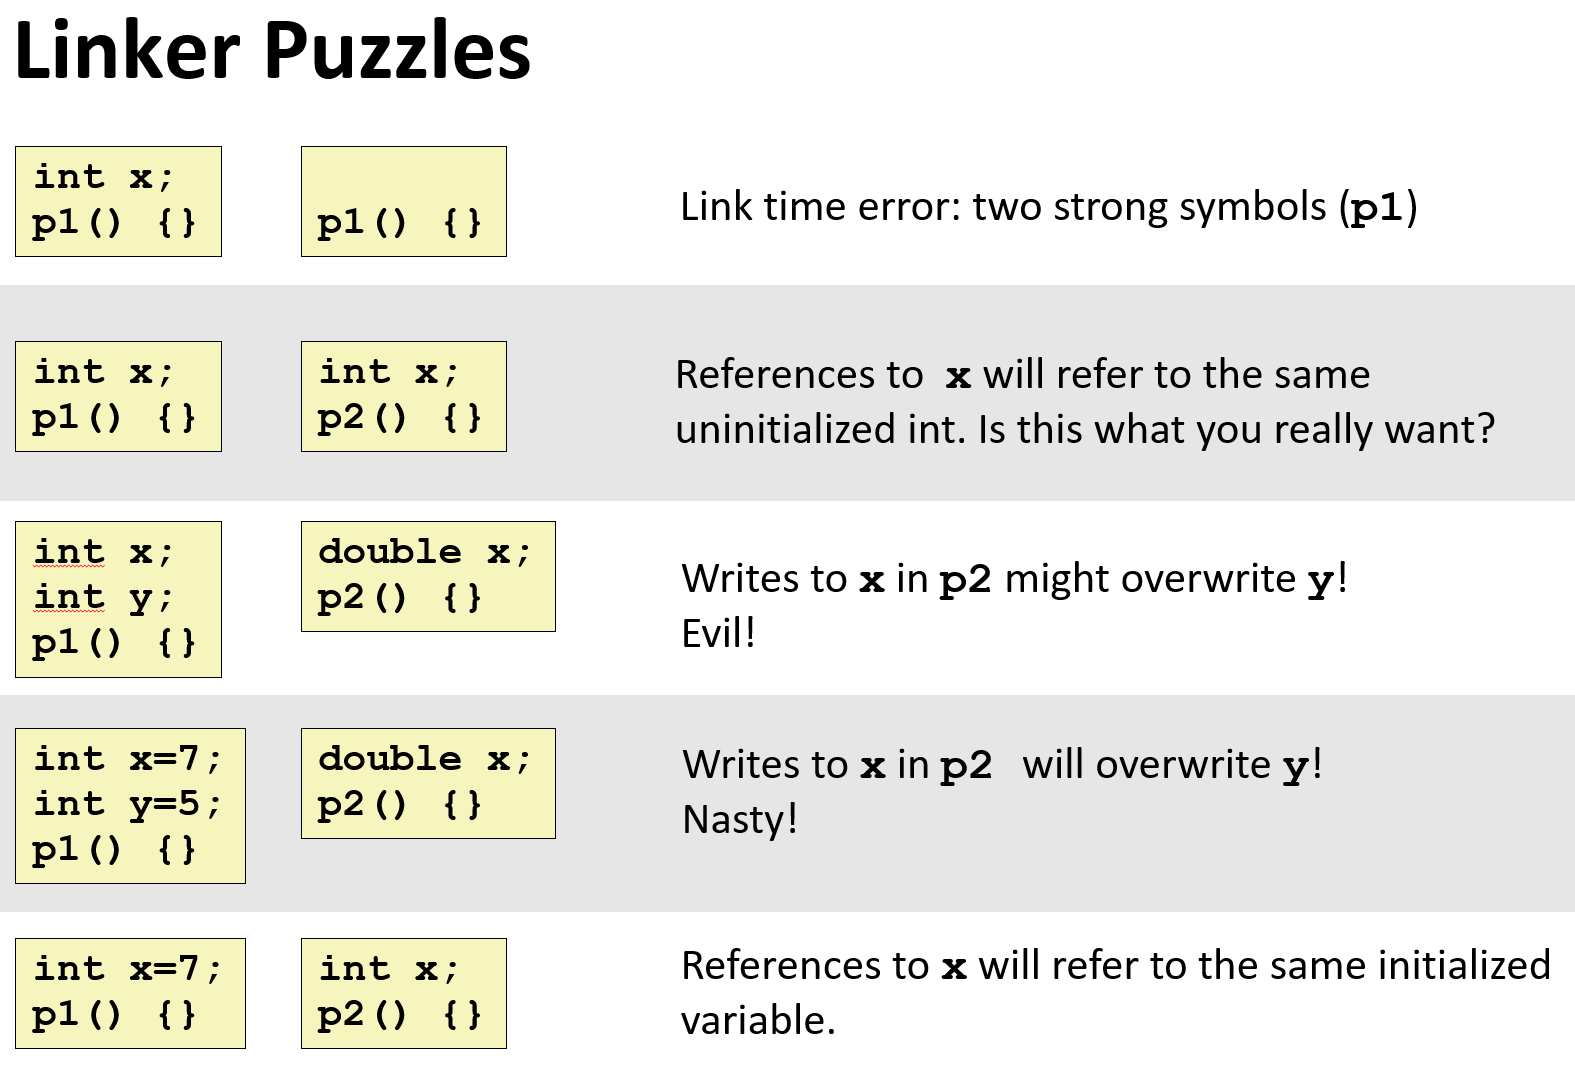 Linker Puzzles
int x;
p1() {}
p1() {}
Link time error: two strong symbols (p1)
int x;
p1() {}
int x;
p2() {}
References to x will refer to the same
uninitialized int. Is this what you really want?
int x;
int y;
p1() {}
double x;
p2() {}
Writes to x in p2 might overwrite y!
Evil!
int x=7;
int y=5;
p1() {}
double x;
p2() {}
Writes to x in p2 will overwrite y!
Nasty!
int x=7;
p1() {}
int x;
p2() {}
References to x will refer to the same initialized
variable.